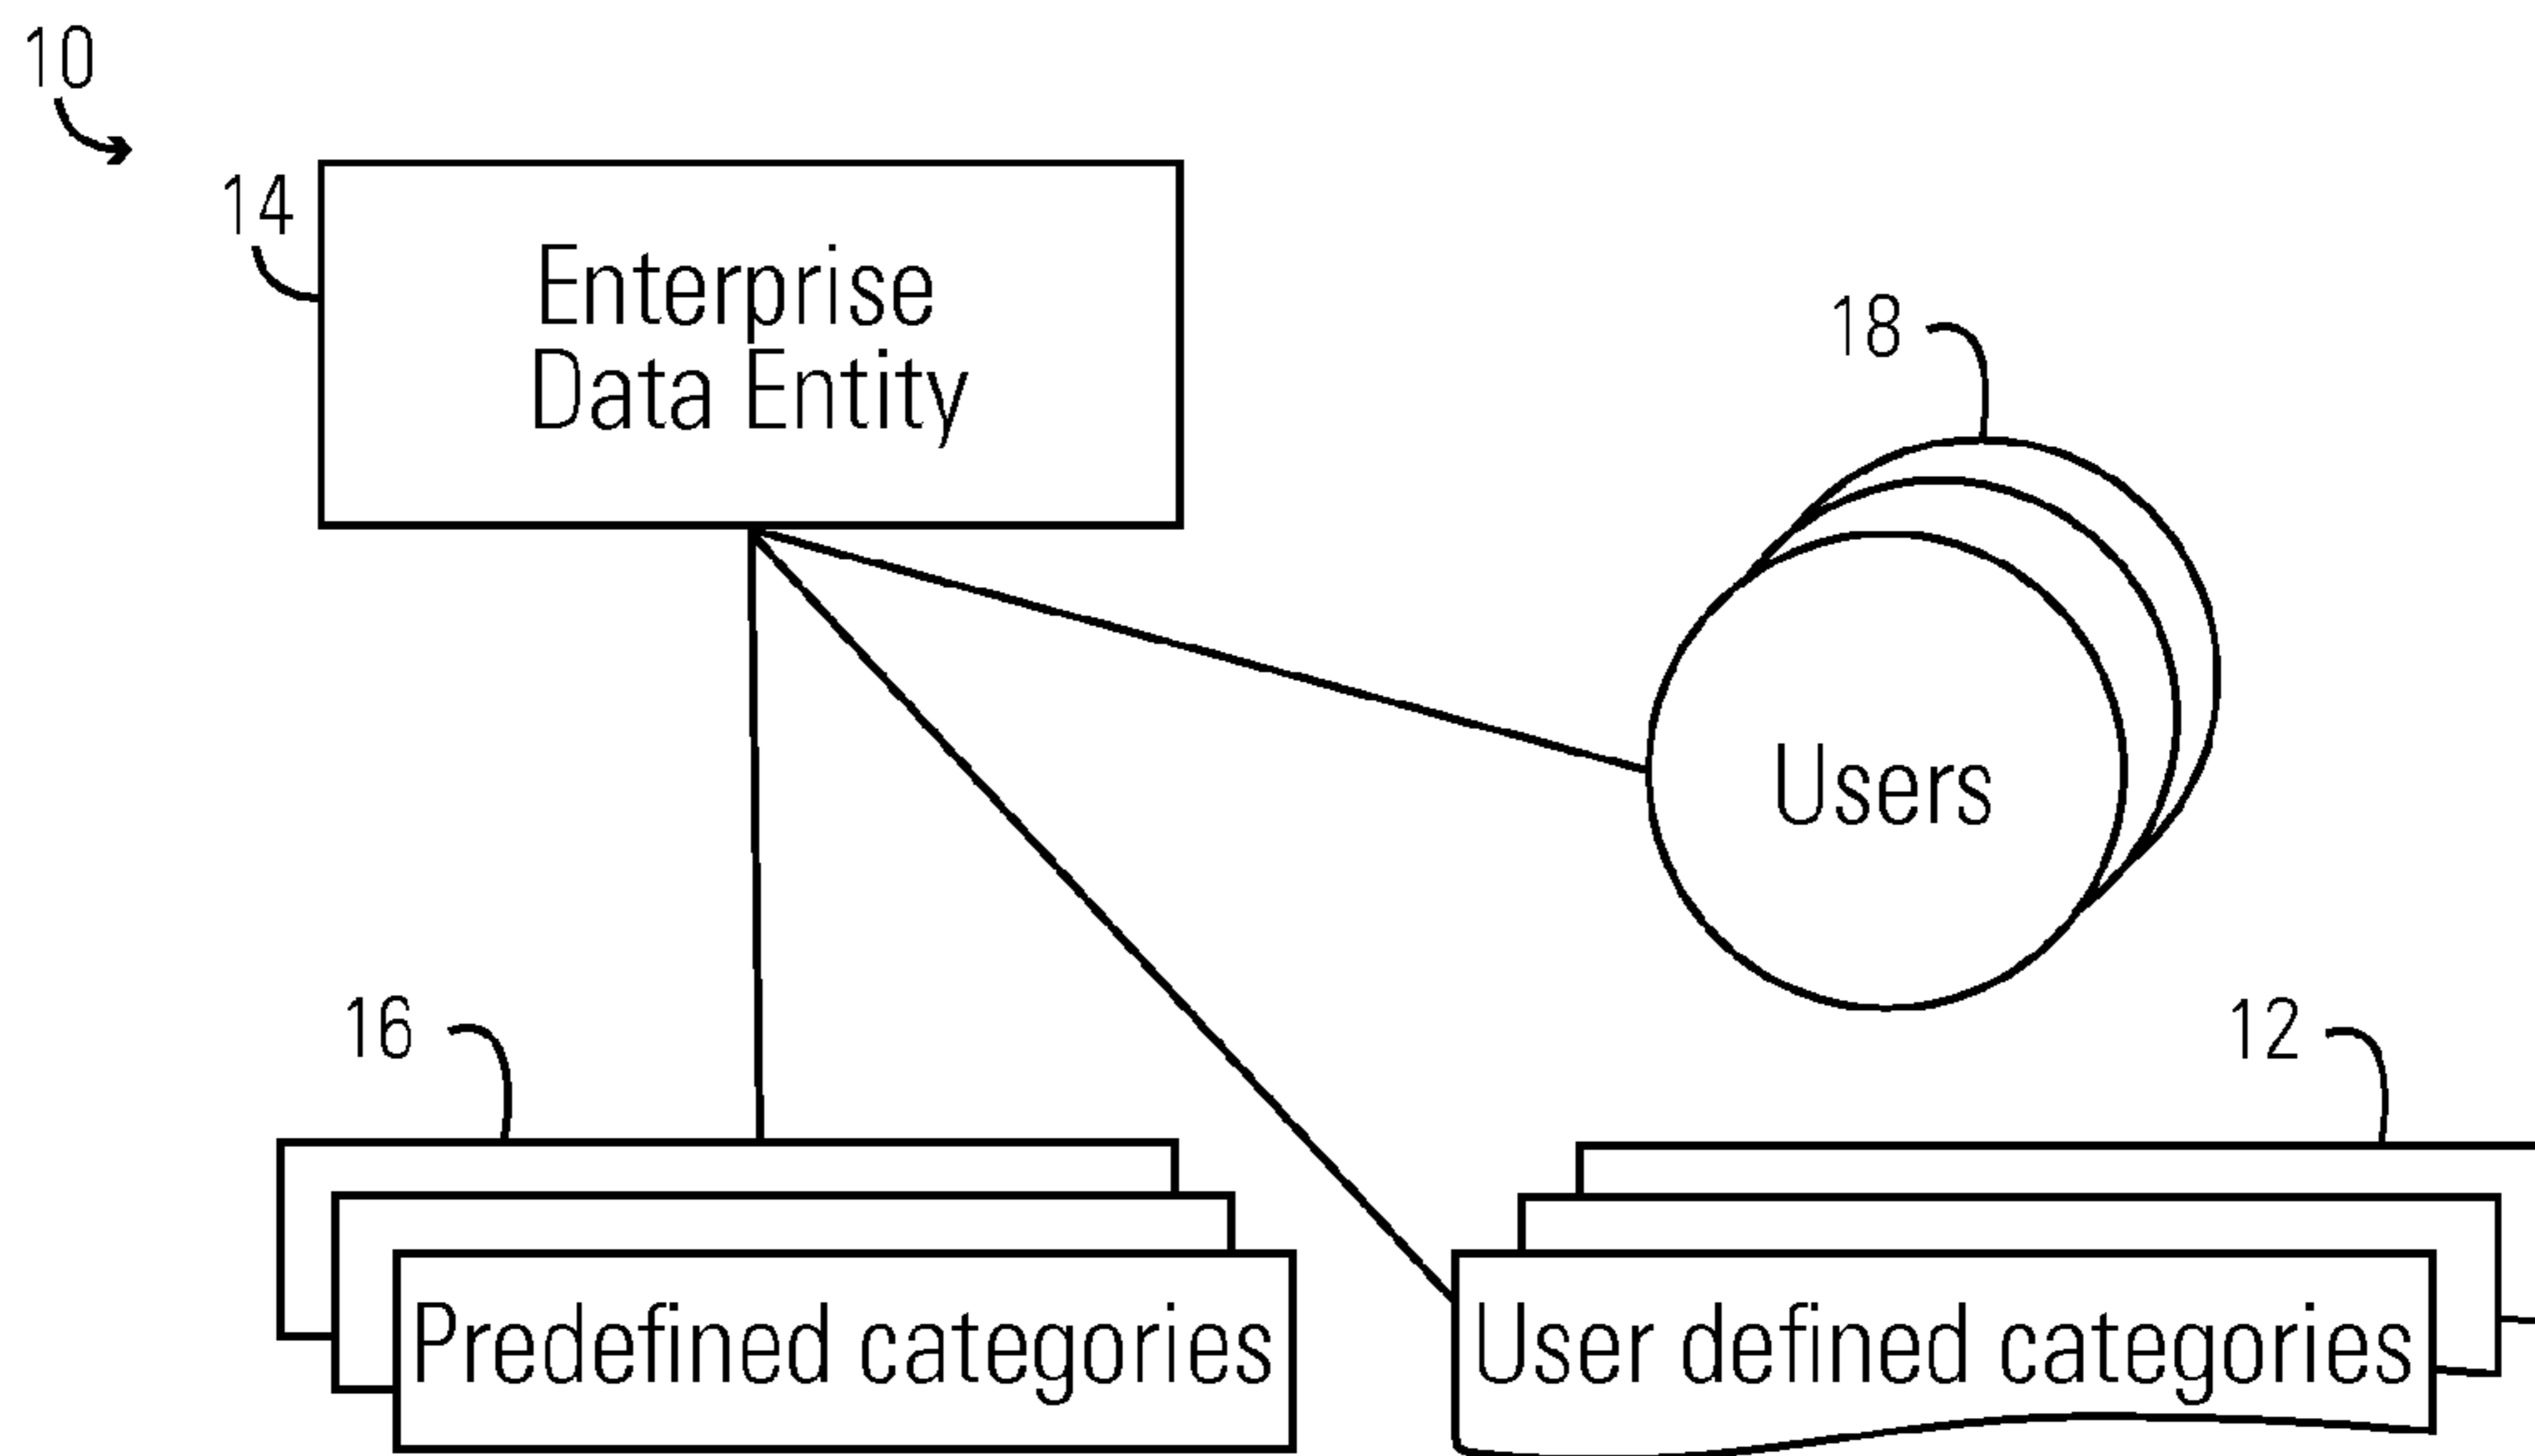 10
14
Enterprise
Data Entity
18
Users
16
12
Predefined categories
User defined categories